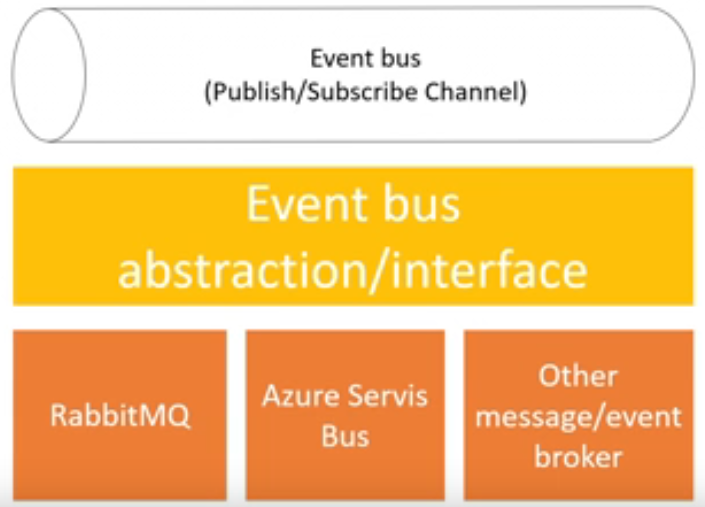 Event bus
(Publish/Subscribe Channel)
Event bus
abstraction/interface
RabbitMQ
Azure Servis
Bus
Other
message/event
broker